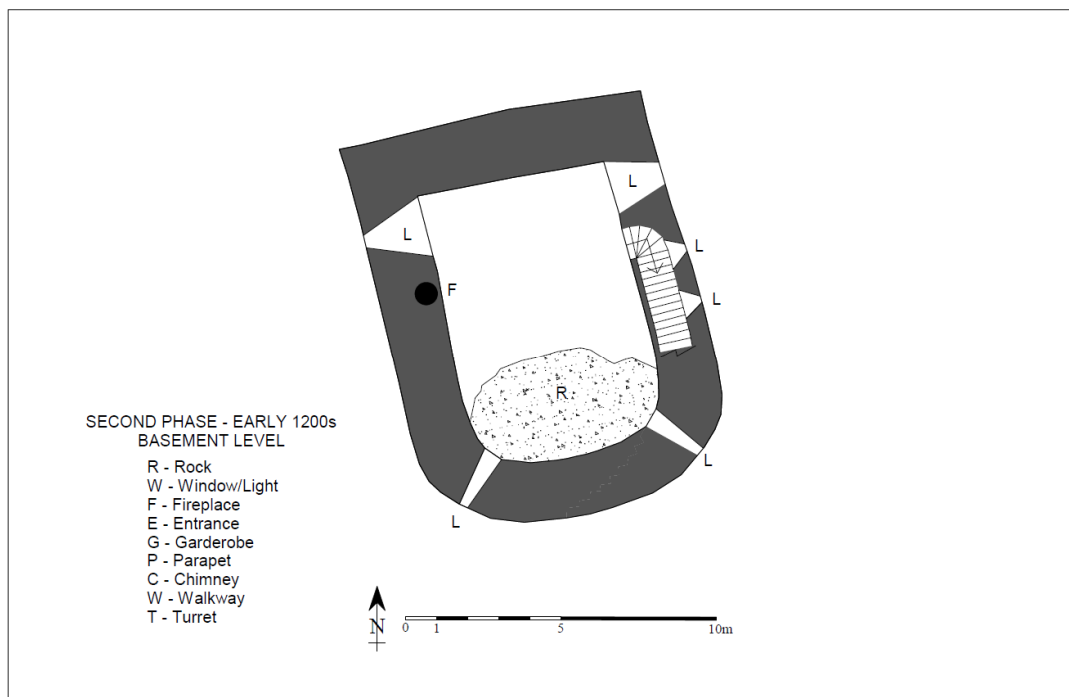 L
L
L
L
F
L
R
SECOND PHASE - EARLY 1200s
BASEMENT LEVEL
R - Rock
W - Window/Light
F - Fireplace
E - Entrance
G - Garderobe
P - Parapet
C - Chimney
W - Walkway
T - Turret
L
L
N
0 1 5 10m